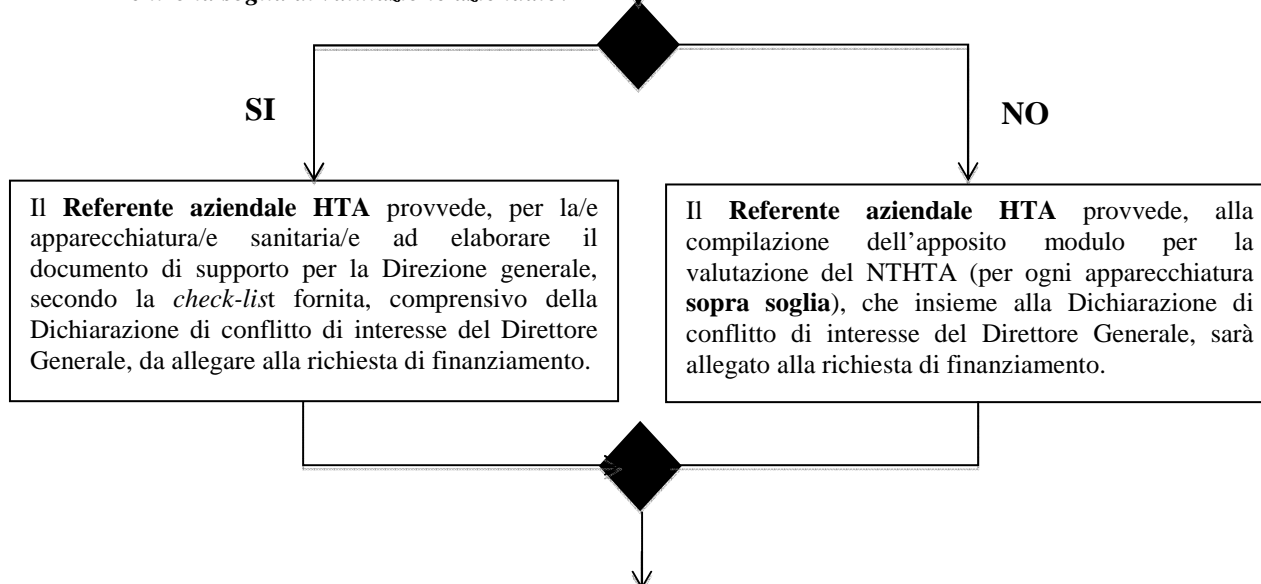 la soglia di
SI
NO
Il Referente aziendale HTA provvede, per la/e
apparecchiatura/e sanitaria/e ad elaborare il
documento di supporto per la Direzione generale,
secondo la check-list fornita, comprensivo della
Dichiarazione di conflitto di interesse del Direttore
Generale, da allegare alla richiesta di finanziamento.
Il Referente aziendale HTA provvede, alla
compilazione dell’apposito modulo per la
valutazione del NTHTA (per ogni apparecchiatura
sopra soglia), che insieme alla Dichiarazione di
conflitto di interesse del Direttore Generale, sarà
allegato alla richiesta di finanziamento.